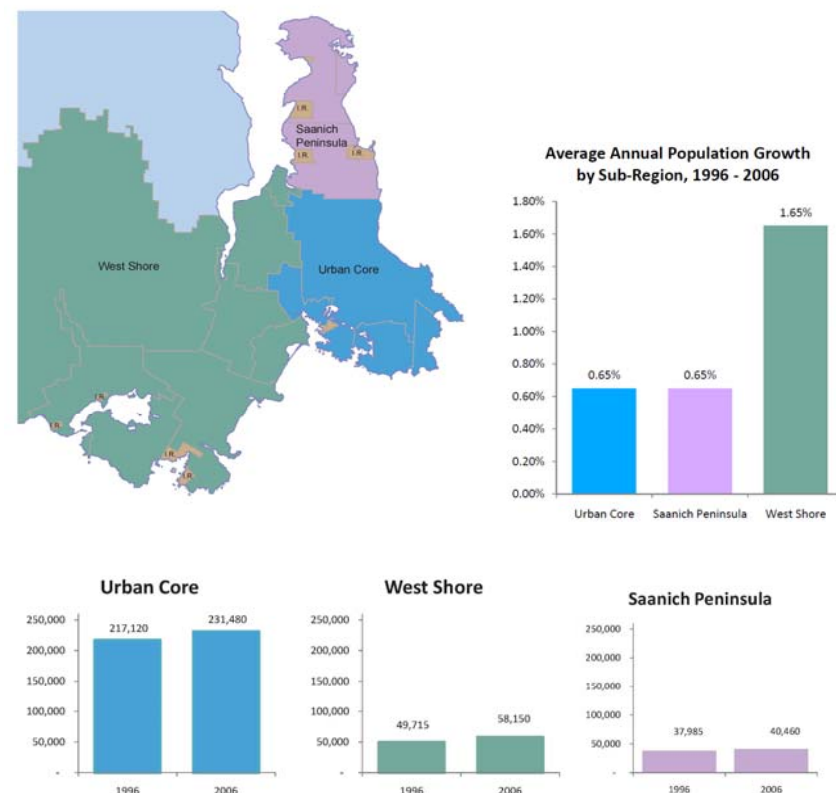 I.R.
Saanich
Peninsula
I.R.
I.R.
West Shore
Urban Core
I.R.
I.R.
I.R.
I.R.
Average Annual Population Growth
by Sub-Region, 1996 - 2006
1.80%
1.60%
1.40%
1.20%
1.00%
0.80%
0.60%
0.40%
0.20%
0.00%
0.65%
0.65%
1.65%
Urban Core
Saanich Peninsula
West Shore
Urban Core
250,000
200,000
150,000
100,000
50,000
-
217,120
231,480
1996
2006
West Shore
250,000
200,000
150,000
100,000
50,000
-
49,715
58,150
1996
2006
Saanich Peninsula
250,000
200,000
150,000
100,000
50,000
-
37,985
40,460
1996
2006